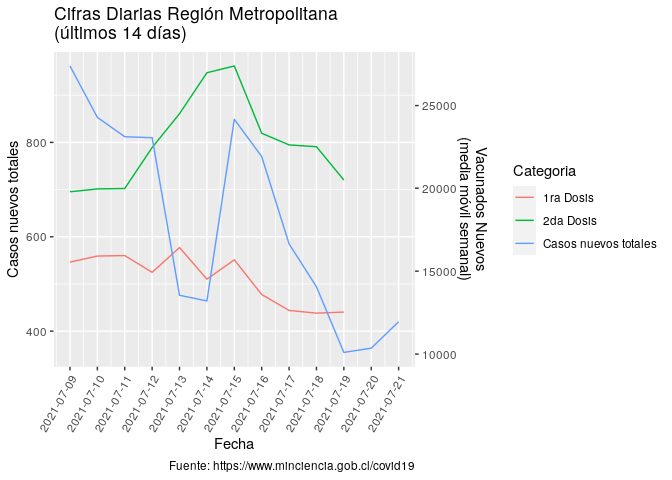 Cifras Diarias Región Metropolitana
(últimos 14 días)
Casos nuevos totales
800
600
400
25000
20000
15000
10000
Vacunados Nuevos
(media móvil semanal)
2021-07-09
2021-07-10
2021-07-11
2021-07-12
2021-07-13
2021-07-14
2021-07-15
2021-07-16
2021-07-17
2021-07-18
2021-07-19
2021-07-20
2021-07-21
Fecha
Categoria
1ra Dosis
2da Dosis
Casos nuevos totales
Fuente: https://www.minciencia.gob.cl/covid19